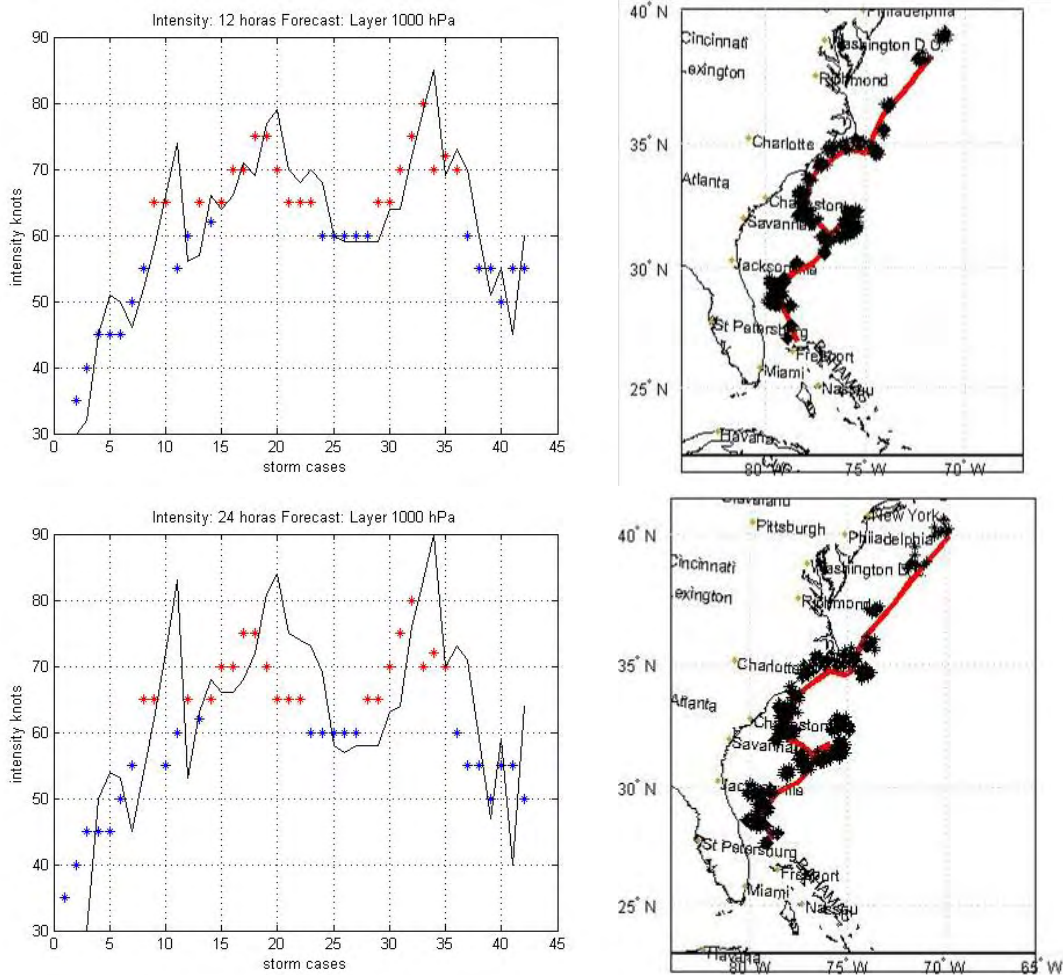 Intensity: 12 horas Forecast: Layer 1000 hPa
90
80
70
60
50
40
30
intensity knots
0 5 10 15 20 25 30 35 40 45
storm cases
40° N
35° N
30° N
25° N
Philadelphia
Cincinnati
Washington D.C.
Lexington
Richmond
Charlotte
Atlanta
Charleston
Savannah
Jacksonville
St Petersburg
Freeport
BAHAMAS
Miami
Nassau
Havana
80° W 75° W 70° W
Intensity: 24 horas Forecast: Layer 1000 hPa
90
80
70
60
50
40
30
intensity knots
0 5 10 15 20 25 30 35 40 45
storm cases
40° N
35° N
30° N
25° N
Cleveland
New York
Pittsburgh
Philadelphia
Cincinnati
Washington D.C.
Lexington
Richmond
Charlotte
Atlanta
Charleston
Savannah
Jacksonville
St Petersburg
Freeport
BAHAMAS
Miami
Nassau
Havana
80° W 75° W 70° W 65° W